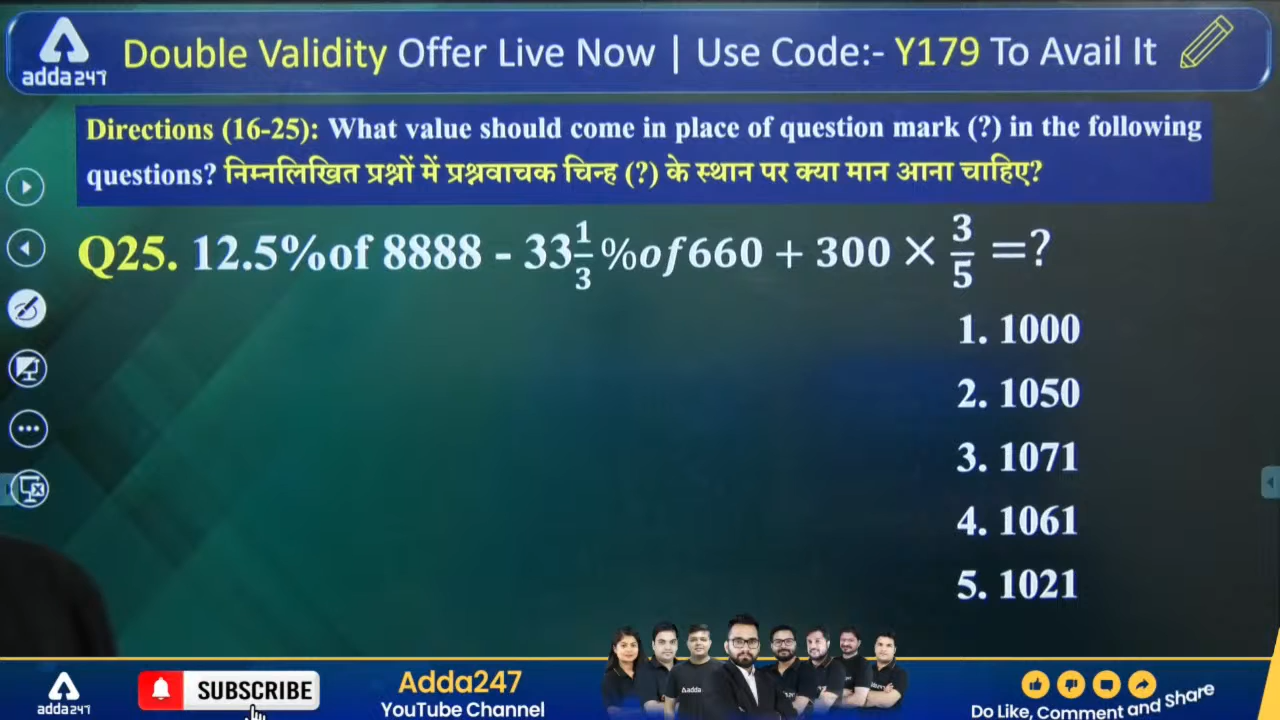 adda247
Double Validity Offer Live Now | Use Code:- Y179 To Avail It
Directions (16-25): What value should come in place of question mark (?) in the following
questions? निम्नलिखित प्रश्नों में प्रश्नवाचक चिन्ह (?) के स्थान पर क्या मान आना चाहिए?
Q25. 12.5%of 8888 - 33 1/3 %of 660 + 300 × 3/5 =?
1. 1000
2. 1050
3. 1071
4. 1061
5. 1021
adda247
SUBSCRIBE
Adda247
YouTube Channel
Do Like, Comment and Share